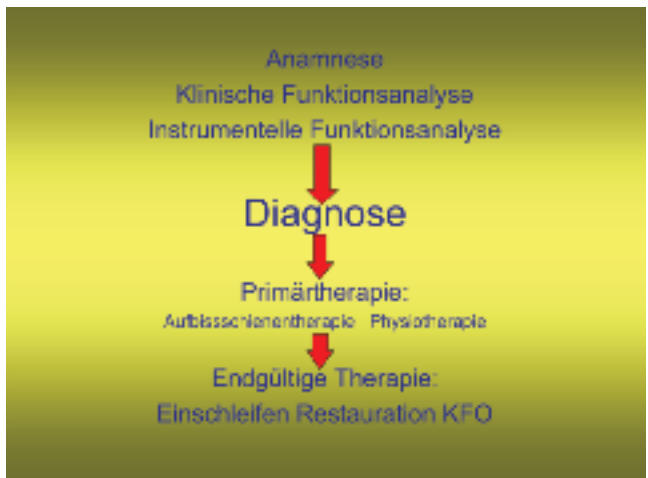 Anamnese
Klinische Funktionsanalyse
Instrumentelle Funktionsanalyse
Diagnose
Primärtherapie:
Aufbissschienentherapie Physiotherapie
Endgültige Therapie:
Einschleifen Restauration KFO